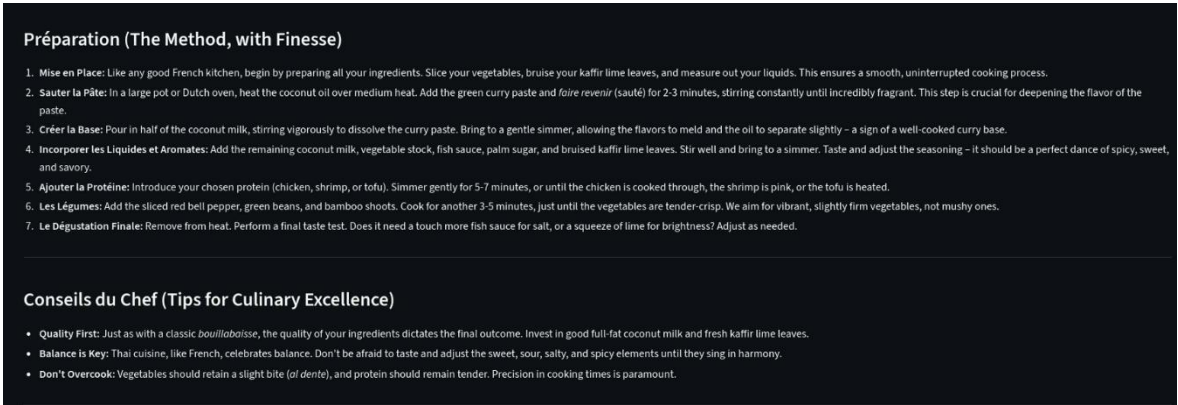 Préparation (The Method, with Finesse)
1. Mise en Place: Like any good French kitchen, begin by preparing all your ingredients. Slice your vegetables, bruise your kaffir lime leaves, and measure out your liquids. This ensures a smooth, uninterrupted cooking process.
2. Sauter la Pâte: In a large pot or Dutch oven, heat the coconut oil over medium heat. Add the green curry paste and faire revenir (sauté) for 2-3 minutes, stirring constantly until incredibly fragrant. This step is crucial for deepening the flavor of the
paste.
3. Créer la Base: Pour in half of the coconut milk, stirring vigorously to dissolve the curry paste. Bring to a gentle simmer, allowing the flavors to meld and the oil to separate slightly – a sign of a well-cooked curry base.
4. Incorporer les Liquides et Aromates: Add the remaining coconut milk, vegetable stock, fish sauce, palm sugar, and bruised kaffir lime leaves. Stir well and bring to a simmer. Taste and adjust the seasoning – it should be a perfect dance of spicy, sweet,
and savory.
5. Ajouter la Protéine: Introduce your chosen protein (chicken, shrimp, or tofu). Simmer gently for 5-7 minutes, or until the chicken is cooked through, the shrimp is pink, or the tofu is heated.
6. Les Légumes: Add the sliced red bell pepper, green beans, and bamboo shoots. Cook for another 3-5 minutes, just until the vegetables are tender-crisp. We aim for vibrant, slightly firm vegetables, not mushy ones.
7. Le Dégustation Finale: Remove from heat. Perform a final taste test. Does it need a touch more fish sauce for salt, or a squeeze of lime for brightness? Adjust as needed.
Conseils du Chef (Tips for Culinary Excellence)
• Quality First: Just as with a classic bouillabaisse, the quality of your ingredients dictates the final outcome. Invest in good full-fat coconut milk and fresh kaffir lime leaves.
• Balance is Key: Thai cuisine, like French, celebrates balance. Don't be afraid to taste and adjust the sweet, sour, salty, and spicy elements until they sing in harmony.
• Don't Overcook: Vegetables should retain a slight bite (al dente), and protein should remain tender. Precision in cooking times is paramount.